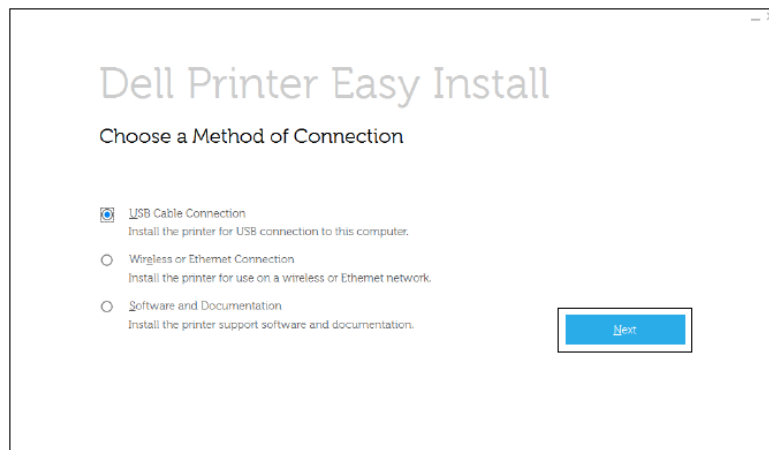 Dell Printer Easy Install
Choose a Method of Connection
USB Cable Connection
Install the printer for USB connection to this computer.
Wireless or Ethernet Connection
Install the printer for use on a wireless or Ethernet network.
Software and Documentation
Install the printer support software and documentation.
Next